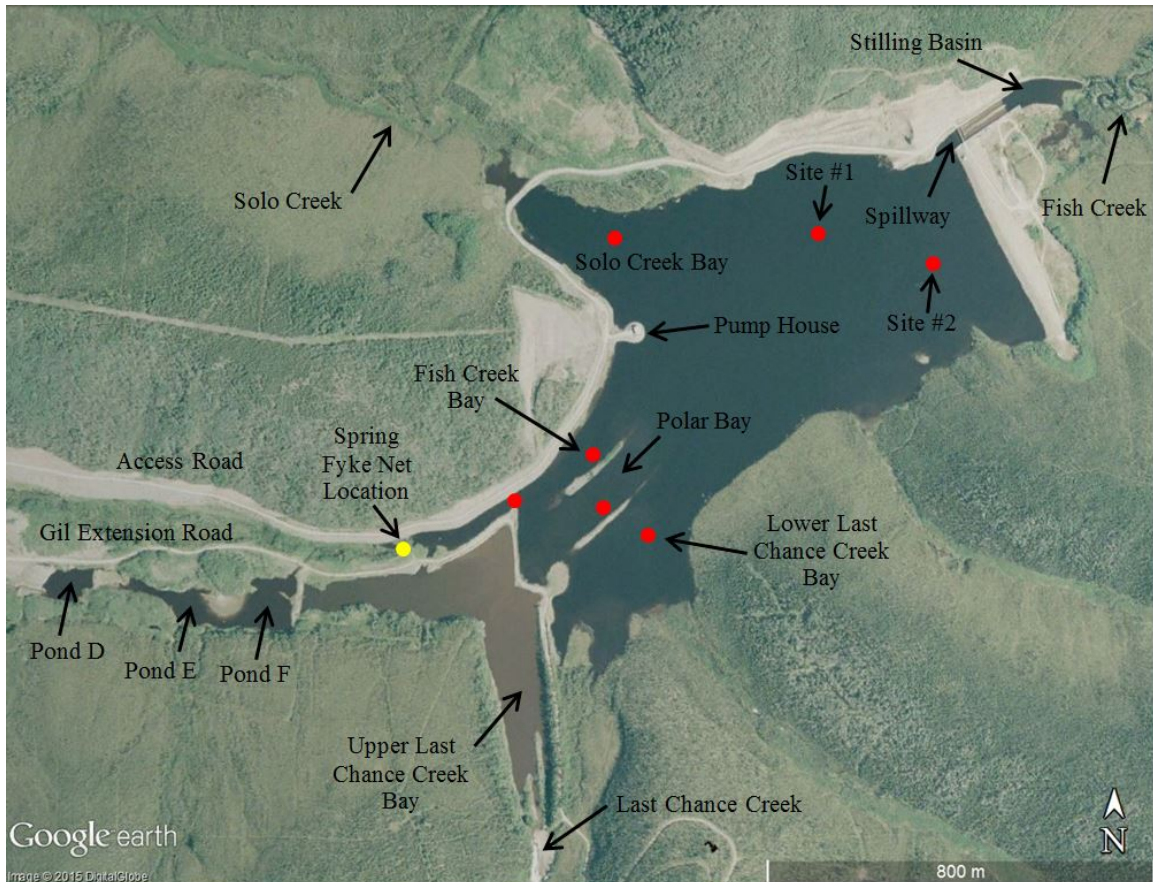 Stilling Basin
Solo Creek
Site #1
Spillway
Fish Creek
Solo Creek Bay
Site #2
Pump House
Fish Creek
Bay
Polar Bay
Spring
Fyke Net
Location
Access Road
Gil Extension Road
Lower Last
Chance Creek
Bay
Pond D
Pond E
Pond F
Upper Last
Chance Creek
Bay
Last Chance Creek
Google earth
N
Image © 2015 DigitalGlobe
800 m